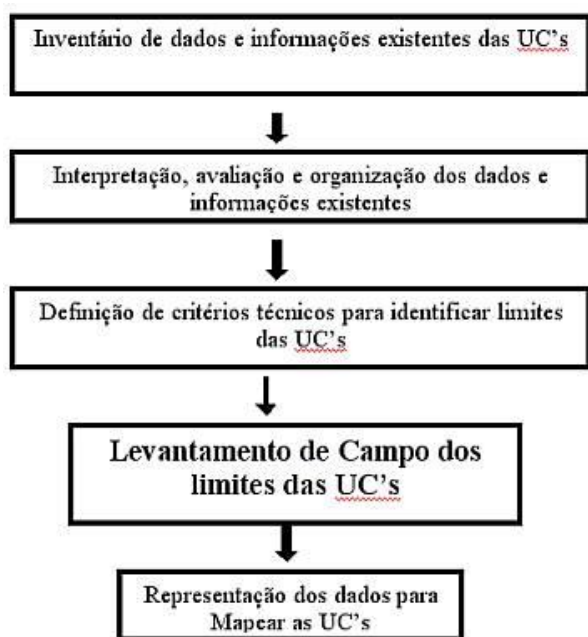 Inventário de dados e informações existentes das UC's
Interpretação, avaliação e organização dos dados e
informações existentes
Definição de critérios técnicos para identificar limites
das UC's
Levantamento de Campo dos
limites das UC's
Representação dos dados para
Mapear as UC's